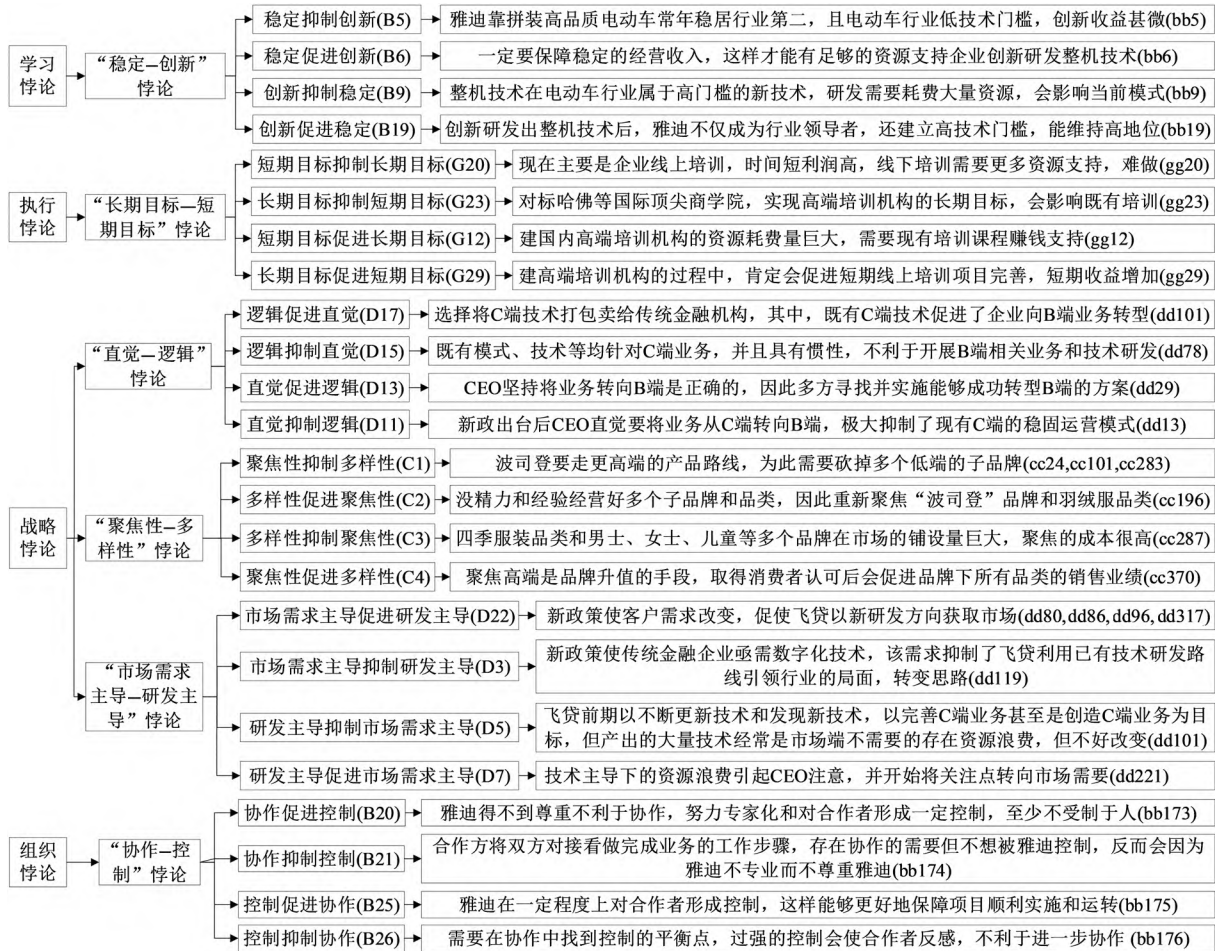 学习
悖论
“稳定—创新”
悖论
稳定抑制创新(B5)
雅迪靠拼装高品质电动车常年稳居行业第二，且电动车行业低技术门槛，创新收益甚微(bb5)
稳定促进创新(B6)
一定要保障稳定的经营收入，这样才能有足够的资源支持企业创新研发整机技术(bb6)
创新抑制稳定(B9)
整机技术在电动车行业属于高门槛的新技术，研发需要耗费大量资源，会影响当前模式(bb9)
创新促进稳定(B19)
创新研发出整机技术后，雅迪不仅成为行业领导者，还建立高技术门槛，能维持高地位(bb19)
执行
悖论
“长期目标—短
期目标”悖论
短期目标抑制长期目标(G20)
现在主要是企业线上培训，时间短利润高，线下培训需要更多资源支持，难做(gg20)
长期目标抑制短期目标(G23)
对标哈佛等国际顶尖商学院，实现高端培训机构的长期目标，会影响既有培训(gg23)
短期目标促进长期目标(G12)
建国内高端培训机构的资源耗费量巨大，需要现有培训课程赚钱支持(gg12)
长期目标促进短期目标(G29)
建高端培训机构的过程中，肯定会促进短期线上培训项目完善，短期收益增加(gg29)
战略
悖论
“直觉—逻辑”
悖论
逻辑促进直觉(D17)
选择将C端技术打包卖给传统金融机构，其中，既有C端技术促进了企业向B端业务转型(dd101)
逻辑抑制直觉(D15)
既有模式、技术等均针对C端业务，并且具有惯性，不利于开展B端相关业务和技术研发(dd78)
直觉促进逻辑(D13)
CEO坚持将业务转向B端是正确的，因此多方寻找并实施能够成功转型B端的方案(dd29)
直觉抑制逻辑(D11)
新政出台后CEO直觉要将业务从C端转向B端，极大抑制了现有C端的稳固运营模式(dd13)
“聚焦性—多
样性”悖论
聚焦性抑制多样性(C1)
波司登要走更高端的产品路线，为此需要砍掉多个低端的子品牌(cc24,cc101,cc283)
多样性促进聚焦性(C2)
没精力和经验经营好多个子品牌和品类，因此重新聚焦“波司登”品牌和羽绒服品类(cc196)
多样性抑制聚焦性(C3)
四季服装品类和男士、女士、儿童等多个品牌在市场的铺设量巨大，聚焦的成本很高(cc287)
聚焦性促进多样性(C4)
聚焦高端是品牌升值的手段，取得消费者认可后会促进品牌下所有品类的销售业绩(cc370)
“市场需求
主导—研发主
导”悖论
市场需求主导促进研发主导(D22)
新政策使客户需求改变，促使飞贷以新研发方向获取市场(dd80,dd86,dd96,dd317)
市场需求主导抑制研发主导(D3)
新政策使传统金融企业亟需数字化技术，该需求抑制了飞贷利用已有技术研发路
线引领行业的局面，转变思路(dd119)
研发主导抑制市场需求主导(D5)
飞贷前期以不断更新技术和发现新技术，以完善C端业务甚至是创造C端业务为目
标，但产出的大量技术经常是市场端不需要的存在资源浪费，但不好改变(dd101)
研发主导促进市场需求主导(D7)
技术主导下的资源浪费引起CEO注意，并开始将关注点转向市场需要(dd221)
组织
悖论
“协作—控
制”悖论
协作促进控制(B20)
雅迪得不到尊重不利于协作，努力专家化和对合作者形成一定控制，至少不受制于人(bb173)
协作抑制控制(B21)
合作方将双方对接看做完成业务的工作步骤，存在协作的需要但不想被雅迪控制，反而会因为
雅迪不专业而不尊重雅迪(bb174)
控制促进协作(B25)
雅迪在一定程度上对合作者形成控制，这样能够更好地保障项目顺利实施和运转(bb175)
控制抑制协作(B26)
需要在协作中找到控制的平衡点，过强的控制会使合作者反感，不利于进一步协作 (bb176)